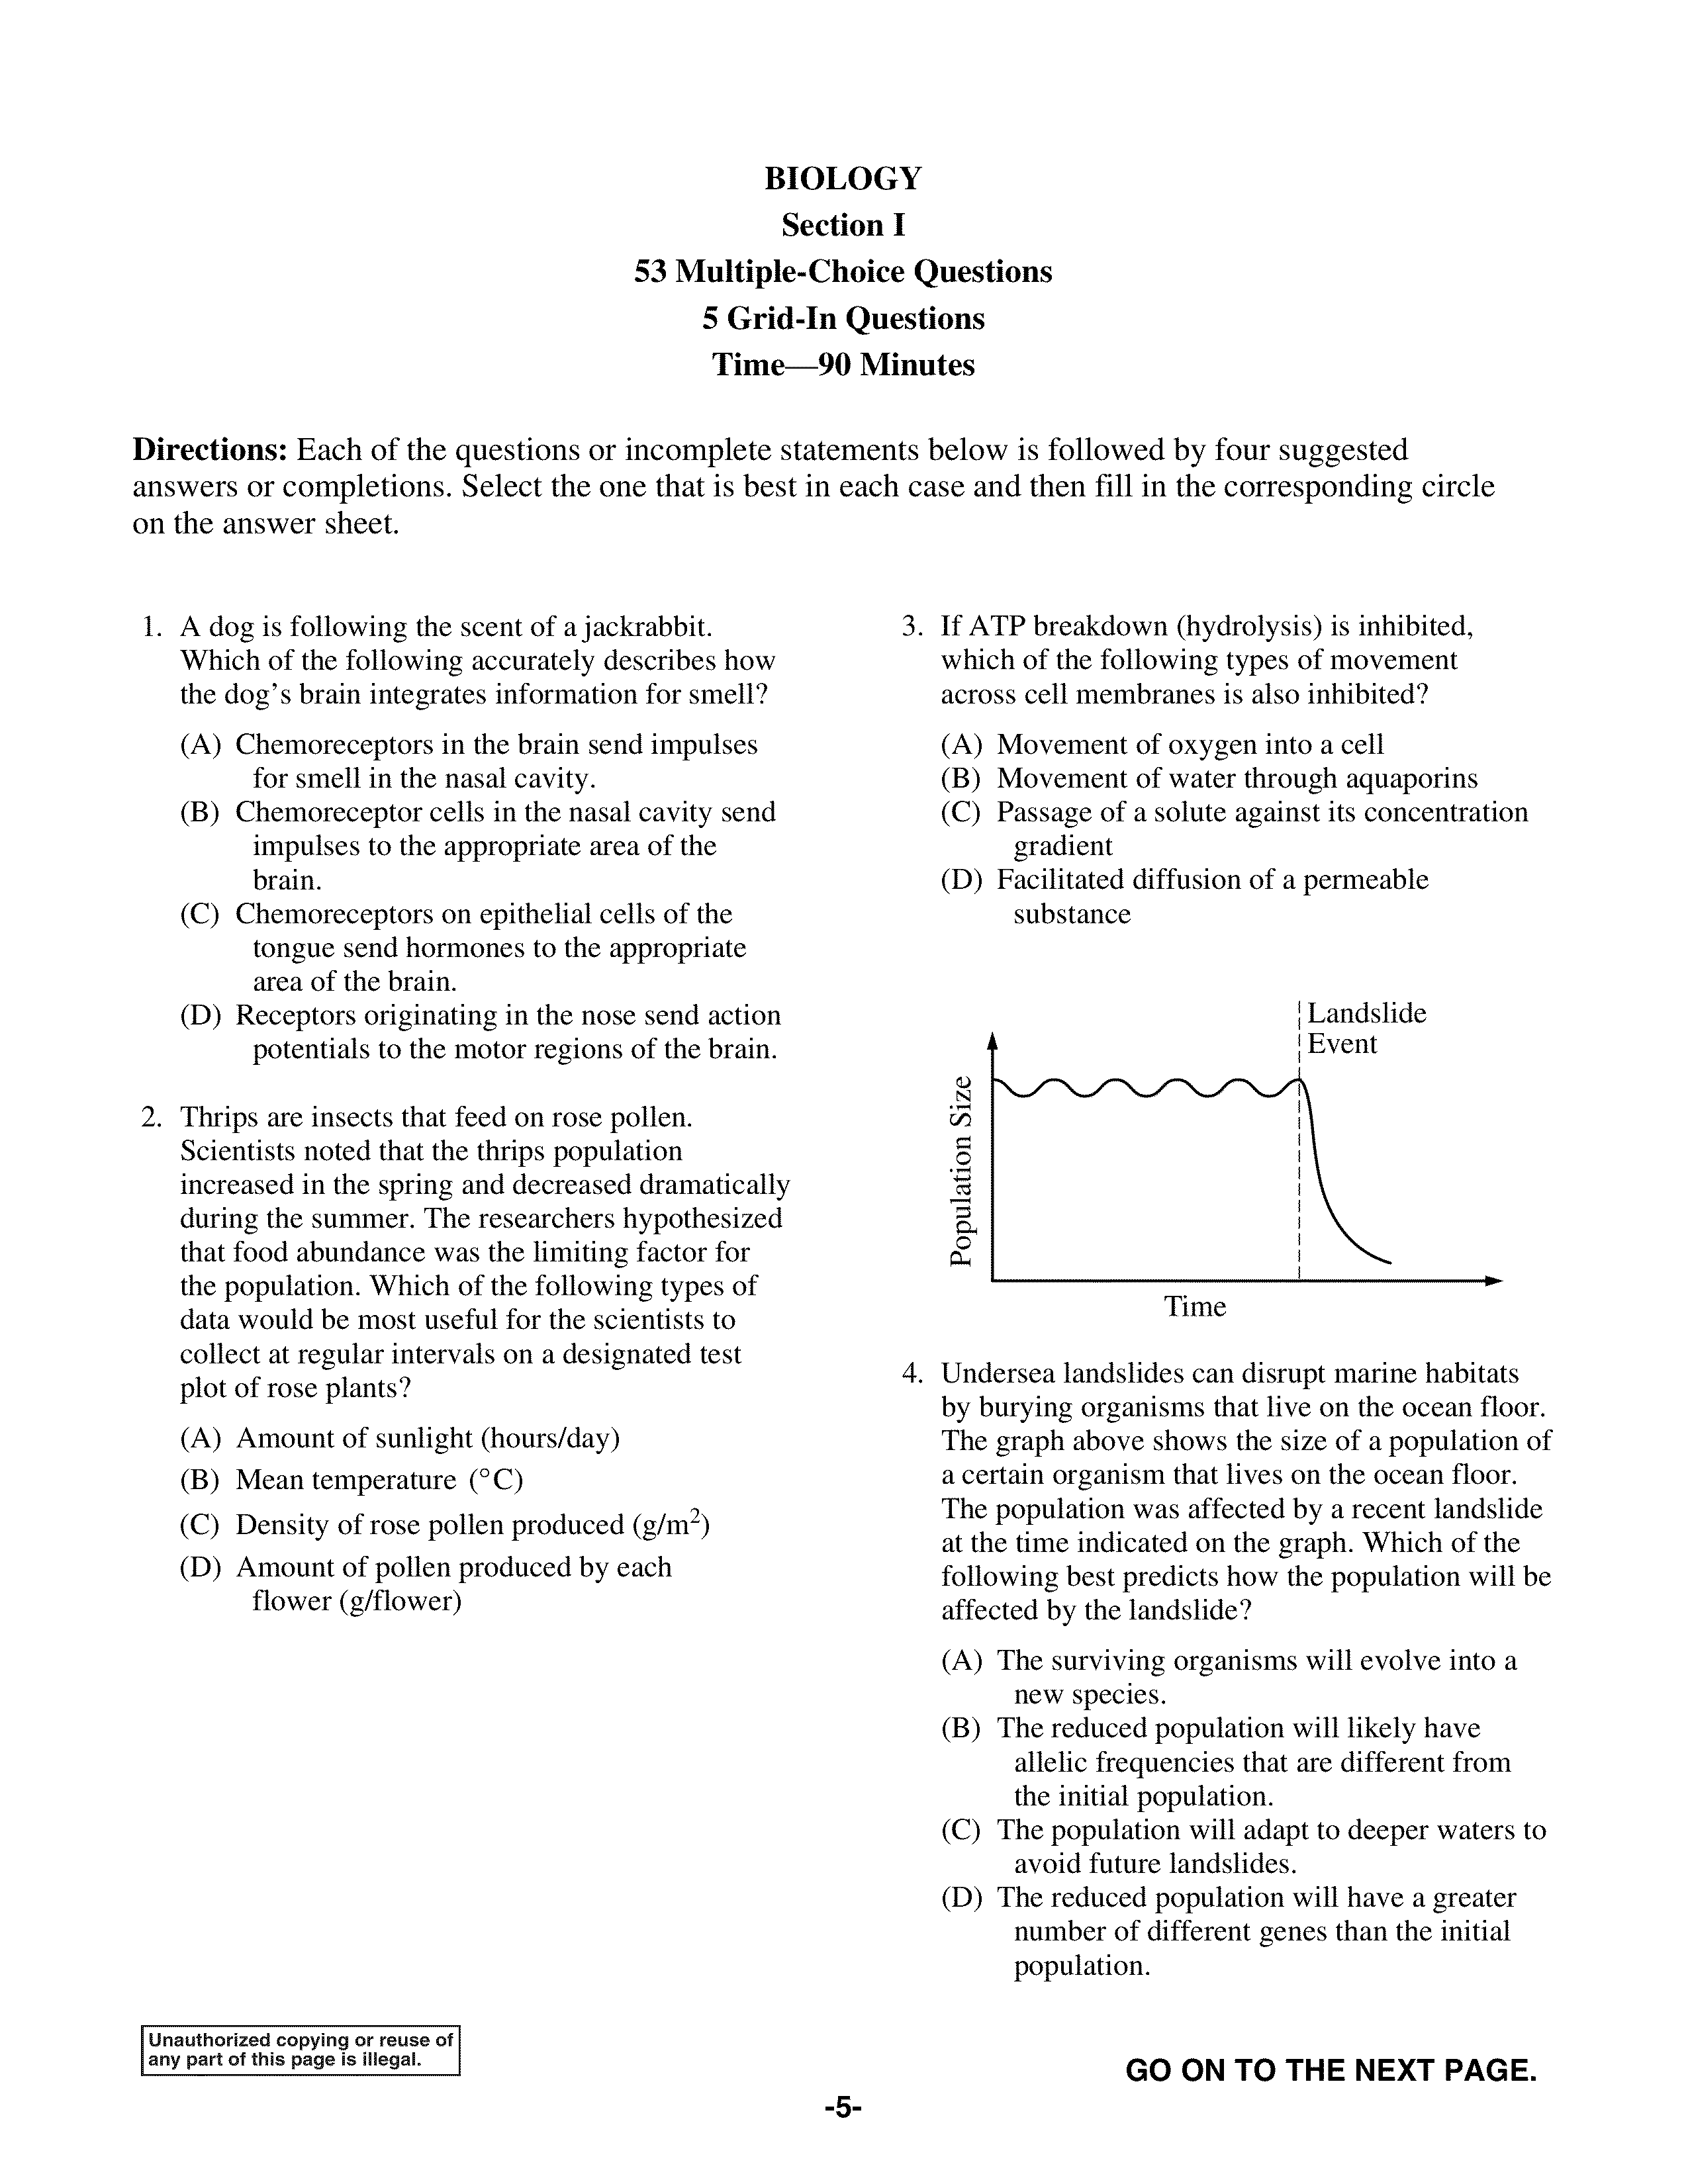 BIOLOGY
Section I
53 Multiple-Choice Questions
5 Grid-In Questions
Time—90 Minutes
Directions: Each of the questions or incomplete statements below is followed by four suggested
answers or completions. Select the one that is best in each case and then fill in the corresponding circle
on the answer sheet.
1. A dog is following the scent of a jackrabbit.
Which of the following accurately describes how
the dog's brain integrates information for smell?
(A) Chemoreceptors in the brain send impulses
for smell in the nasal cavity.
(B) Chemoreceptor cells in the nasal cavity send
impulses to the appropriate area of the
brain.
(C) Chemoreceptors on epithelial cells of the
tongue send hormones to the appropriate
area of the brain.
(D) Receptors originating in the nose send action
potentials to the motor regions of the brain.
2. Thrips are insects that feed on rose pollen.
Scientists noted that the thrips population
increased in the spring and decreased dramatically
during the summer. The researchers hypothesized
that food abundance was the limiting factor for
the population. Which of the following types of
data would be most useful for the scientists to
collect at regular intervals on a designated test
plot of rose plants?
(A) Amount of sunlight (hours/day)
(B) Mean temperature (°C)
(C) Density of rose pollen produced (g/m²)
(D) Amount of pollen produced by each
flower (g/flower)
3. If ATP breakdown (hydrolysis) is inhibited,
which of the following types of movement
across cell membranes is also inhibited?
(A) Movement of oxygen into a cell
(B) Movement of water through aquaporins
(C) Passage of a solute against its concentration
gradient
(D) Facilitated diffusion of a permeable
substance
Landslide
Event
Population Size
Time
4. Undersea landslides can disrupt marine habitats
by burying organisms that live on the ocean floor.
The graph above shows the size of a population of
a certain organism that lives on the ocean floor.
The population was affected by a recent landslide
at the time indicated on the graph. Which of the
following best predicts how the population will be
affected by the landslide?
(A) The surviving organisms will evolve into a
new species.
(B) The reduced population will likely have
allelic frequencies that are different from
the initial population.
(C) The population will adapt to deeper waters to
avoid future landslides.
(D) The reduced population will have a greater
number of different genes than the initial
population.
Unauthorized copying or reuse of
any part of this page is illegal.
GO ON TO THE NEXT PAGE.
-5-